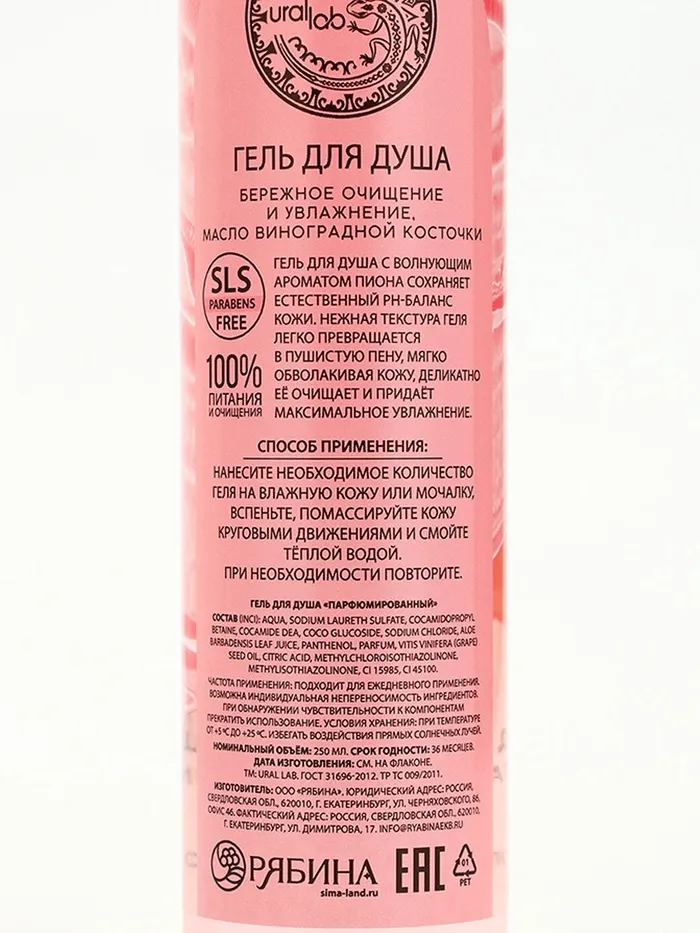 ural lab
ГЕЛЬ ДЛЯ ДУША
БЕРЕЖНОЕ ОЧИЩЕНИЕ
И УВЛАЖНЕНИЕ,
МАСЛО ВИНОГРАДНОЙ КОСТОЧКИ
SLS
PARABENS
FREE
100%
ПИТАНИЯ
И ОЧИЩЕНИЯ
ГЕЛЬ ДЛЯ ДУША С ВОЛНУЮЩИМ
АРОМАТОМ ПИОНА СОХРАНЯЕТ
ЕСТЕСТВЕННЫЙ PH-БАЛАНС
КОЖИ. НЕЖНАЯ ТЕКСТУРА ГЕЛЯ
ЛЕГКО ПРЕВРАЩАЕТСЯ
В ПУШИСТУЮ ПЕНУ, МЯГКО
ОБВОЛАКИВАЯ КОЖУ, ДЕЛИКАТНО
ЕЁ ОЧИЩАЕТ И ПРИДАЁТ
МАКСИМАЛЬНОЕ УВЛАЖНЕНИЕ.
СПОСОБ ПРИМЕНЕНИЯ:
НАНЕСИТЕ НЕОБХОДИМОЕ КОЛИЧЕСТВО
ГЕЛЯ НА ВЛАЖНУЮ КОЖУ ИЛИ МОЧАЛКУ,
ВСПЕНЬТЕ, ПОМАССИРУЙТЕ КОЖУ
КРУГОВЫМИ ДВИЖЕНИЯМИ И СМОЙТЕ
ТЁПЛОЙ ВОДОЙ.
ПРИ НЕОБХОДИМОСТИ ПОВТОРИТЕ.
ГЕЛЬ ДЛЯ ДУША «ПАРФЮМИРОВАННЫЙ»
СОСТАВ (INCI): AQUA, SODIUM LAURETH SULFATE, COCAMIDOPROPYL
BETAINE, COCAMIDE DEA, COCO GLUCOSIDE, SODIUM CHLORIDE, ALOE
BARBADENSIS LEAF JUICE, PANTHENOL, PARFUM, VITIS VINIFERA (GRAPE)
SEED OIL, CITRIC ACID, METHYLCHLOROISOTHIAZOLINONE,
METHYLISOTHIAZOLINONE, CI 15985, CI 45100.
ЧАСТОТА ПРИМЕНЕНИЯ: ПОДХОДИТ ДЛЯ ЕЖЕДНЕВНОГО ПРИМЕНЕНИЯ.
ВОЗМОЖНА ИНДИВИДУАЛЬНАЯ НЕПЕРЕНОСИМОСТЬ ИНГРЕДИЕНТОВ.
ПРИ ОБНАРУЖЕНИИ ЧУВСТВИТЕЛЬНОСТИ К КОМПОНЕНТАМ
ПРЕКРАТИТЬ ИСПОЛЬЗОВАНИЕ. УСЛОВИЯ ХРАНЕНИЯ: ПРИ ТЕМПЕРАТУРЕ
ОТ +5 °C ДО +25 °C. ИЗБЕГАТЬ ВОЗДЕЙСТВИЯ ПРЯМЫХ СОЛНЕЧНЫХ ЛУЧЕЙ.
НОМИНАЛЬНЫЙ ОБЪЁМ: 250 МЛ. СРОК ГОДНОСТИ: 36 МЕСЯЦЕВ.
ДАТА ИЗГОТОВЛЕНИЯ: СМ. НА ФЛАКОНЕ.
ТМ: URAL LAB. ГОСТ 31696-2012. ТР ТС 009/2011.
ИЗГОТОВИТЕЛЬ: ООО «РЯБИНА». ЮРИДИЧЕСКИЙ АДРЕС: РОССИЯ,
СВЕРДЛОВСКАЯ ОБЛ., 620010, Г. ЕКАТЕРИНБУРГ, УЛ. ЧЕРНЯХОВСКОГО, 86,
ОФИС 46. ФАКТИЧЕСКИЙ АДРЕС: РОССИЯ, СВЕРДЛОВСКАЯ ОБЛ., 620010,
Г. ЕКАТЕРИНБУРГ, УЛ. ДИМИТРОВА, 17. INFO@RYABINAEKB.RU
РЯБИНА
sima-land.ru
EAC
01
PET